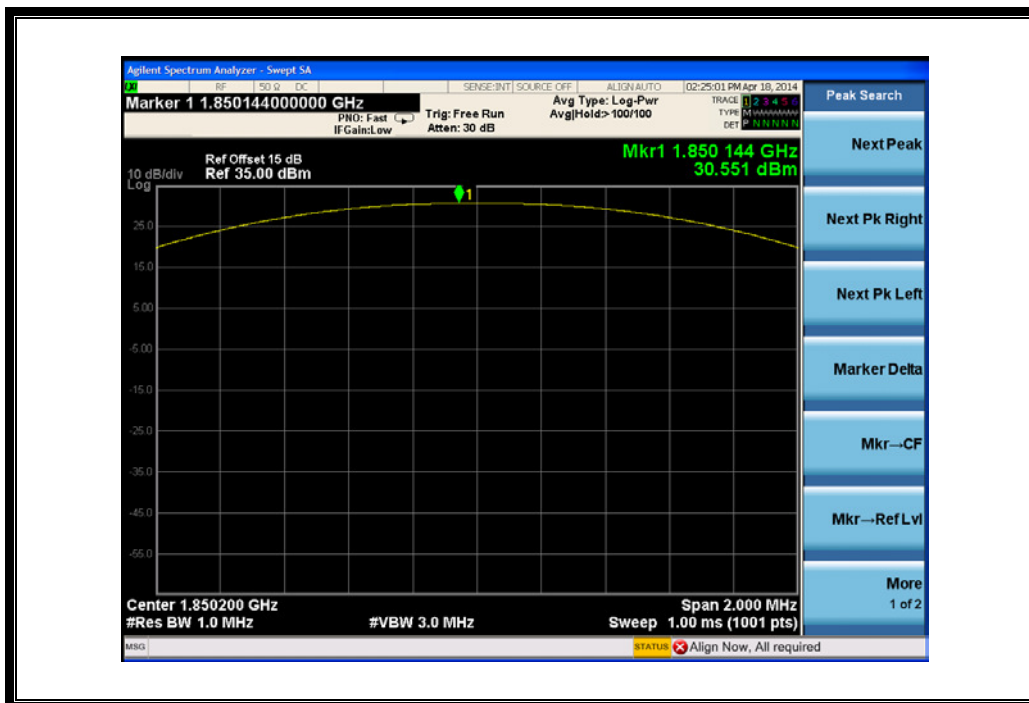 Agilent Spectrum Analyzer - Swept SA
RF 50 Ω DC SENSE:INT SOURCE OFF ALIGN AUTO 02:25:01 PM Apr 18, 2014
Marker 1 1.850144000000 GHz
PNO: Fast
IFGain:Low
Trig: Free Run
Atten: 30 dB
Avg Type: Log-Pwr
Avg|Hold:>100/100
TRACE 1 2 3 4 5 6
TYPE M
DET P N N N N N
Peak Search
Next Peak
Next Pk Right
Next Pk Left
Marker Delta
Mkr→CF
Mkr→Ref Lvl
More
1 of 2
Mkr1 1.850 144 GHz
30.551 dBm
Ref Offset 15 dB
10 dB/div Ref 35.00 dBm
Log
1
25.0
15.0
5.00
-5.00
-15.0
-25.0
-35.0
-45.0
-55.0
Center 1.850200 GHz Span 2.000 MHz
#Res BW 1.0 MHz #VBW 3.0 MHz Sweep 1.00 ms (1001 pts)
MSG STATUS Align Now, All required